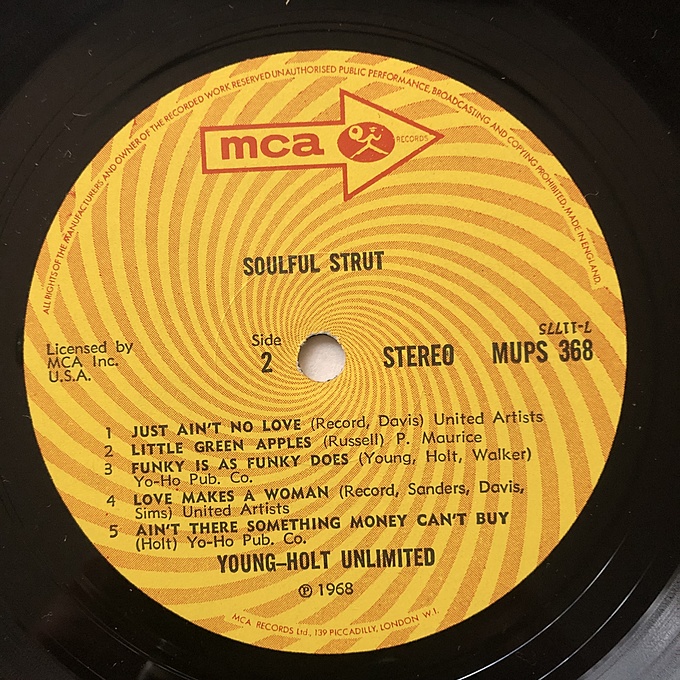 ALL RIGHTS OF THE MANUFACTURERS AND OWNER OF THE RECORDED WORK RESERVED UNAUTHORISED PUBLIC PERFORMANCE, BROADCASTING AND COPYING PROHIBITED, MADE IN ENGLAND.
mca RECORDS
SOULFUL STRUT
7-11775
Licensed by
MCA Inc.
U.S.A.
Side
2
STEREO MUPS 368
1 JUST AIN'T NO LOVE (Record, Davis) United Artists
2 LITTLE GREEN APPLES (Russell) P. Maurice
3 FUNKY IS AS FUNKY DOES (Young, Holt, Walker)
Yo-Ho Pub. Co.
4 LOVE MAKES A WOMAN (Record, Sanders, Davis,
Sims) United Artists
5 AIN'T THERE SOMETHING MONEY CAN'T BUY
(Holt) Yo-Ho Pub. Co.
YOUNG-HOLT UNLIMITED
℗ 1968
MCA RECORDS Ltd., 139 PICCADILLY, LONDON W.1.